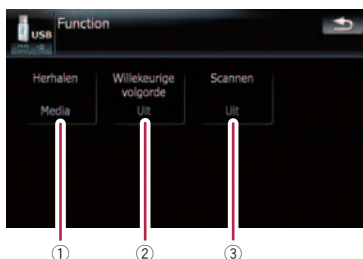 Function
USB
Herhalen
Media
Willekeurige
volgorde
Uit
Scannen
Uit
① ② ③